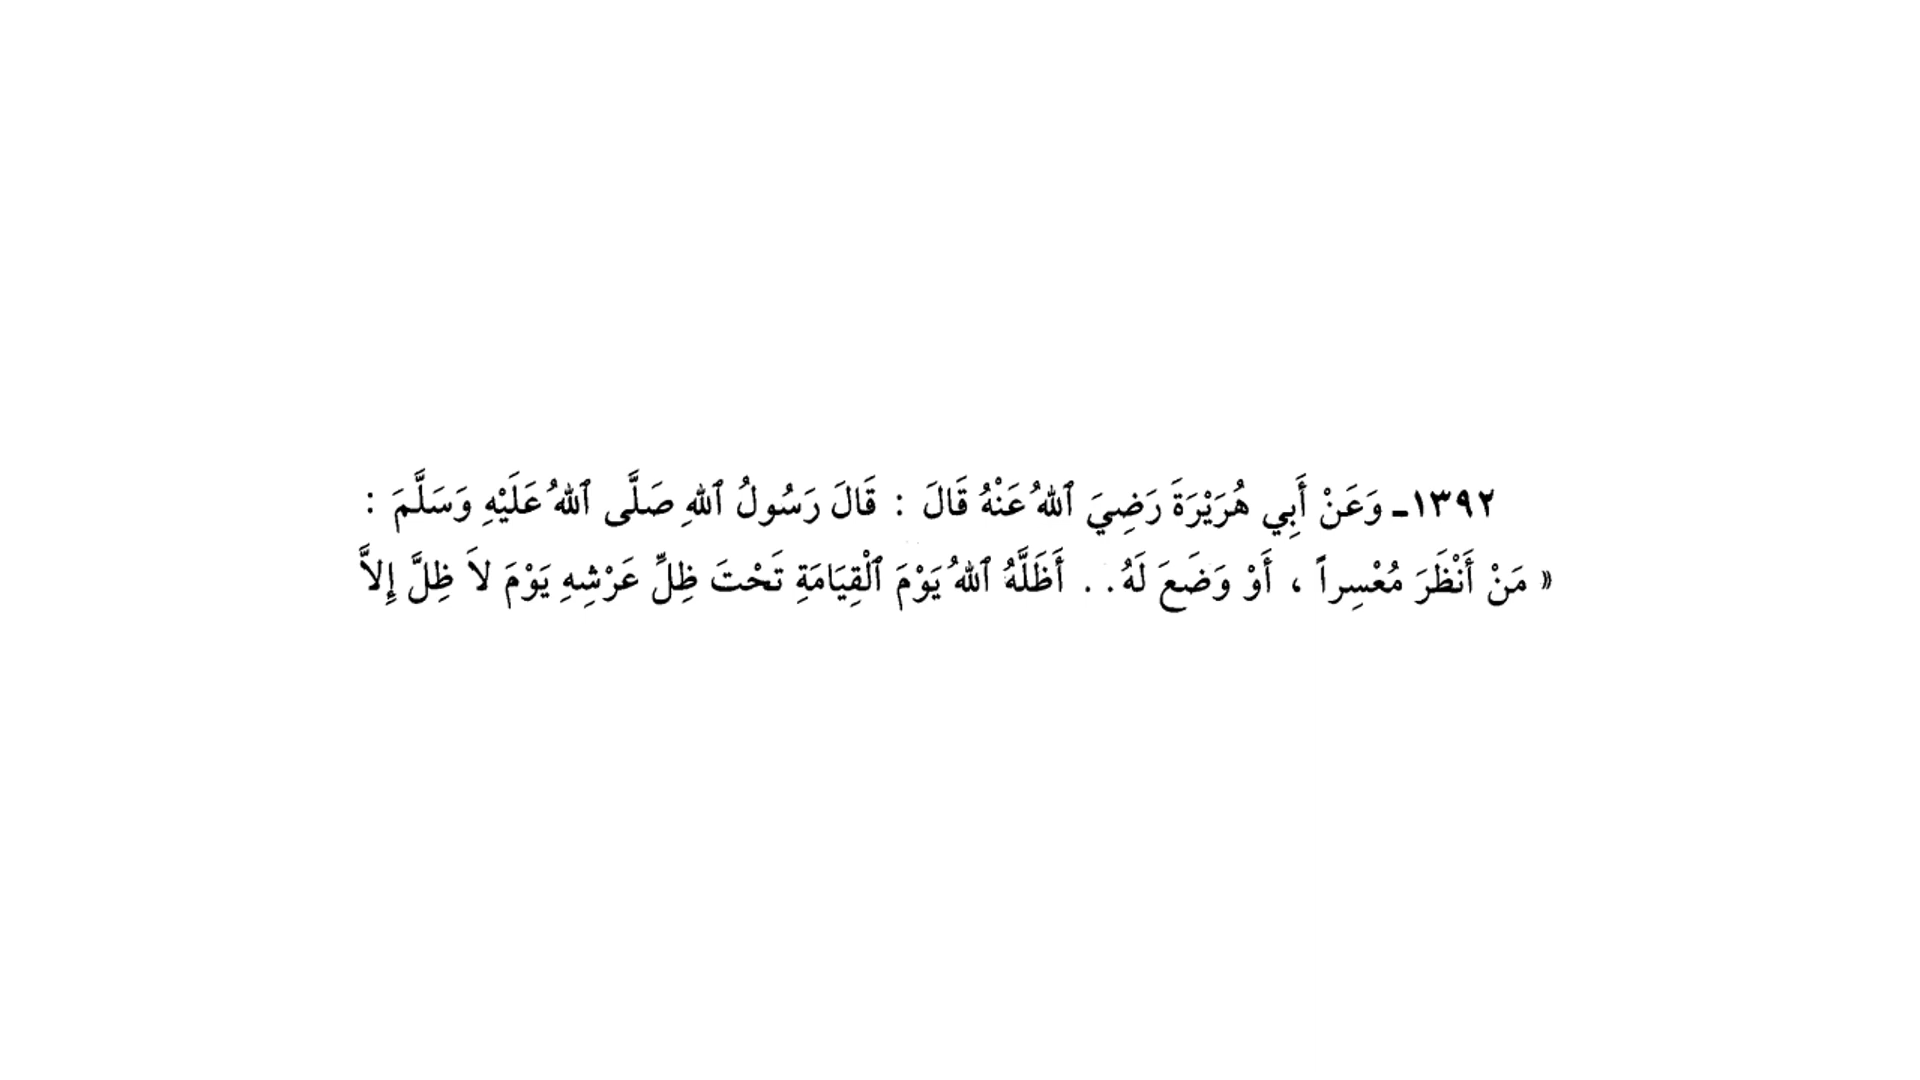 ١٣٩٢ـ وَعَنْ أَبِي هُرَيْرَةَ رَضِيَ ٱللهُ عَنْهُ قَالَ : قَالَ رَسُولُ ٱللهِ صَلَّى ٱللهُ عَلَيْهِ وَسَلَّمَ :
« مَنْ أَنْظَرَ مُعْسِراً ، أَوْ وَضَعَ لَهُ. . أَظَلَّهُ ٱللهُ يَوْمَ ٱلْقِيَامَةِ تَحْتَ ظِلِّ عَرْشِهِ يَوْمَ لاَ ظِلَّ إِلاَّ